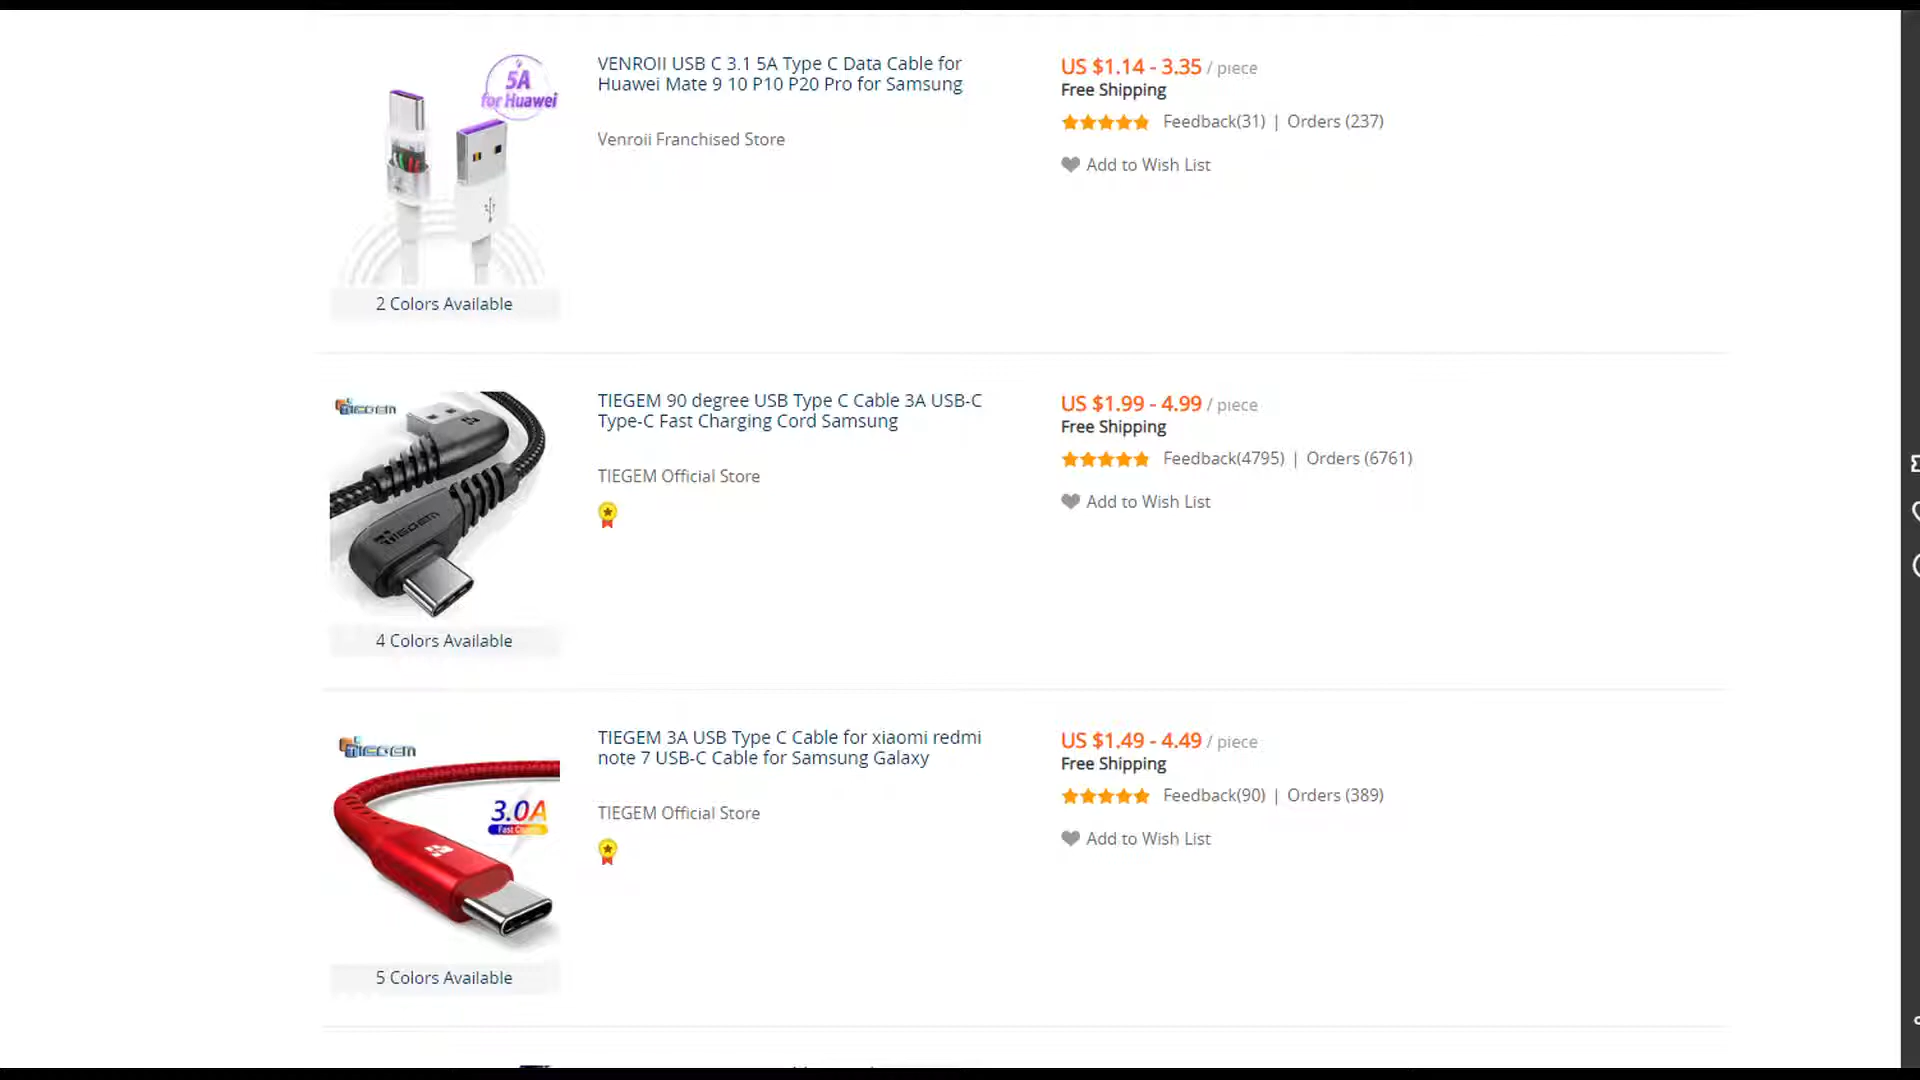 5A
for Huawei
2 Colors Available
VENROII USB C 3.1 5A Type C Data Cable for
Huawei Mate 9 10 P10 P20 Pro for Samsung
Venroii Franchised Store
US $1.14 - 3.35 / piece
Free Shipping
Feedback(31) | Orders (237)
Add to Wish List
TIEGEM
TIEGEM
4 Colors Available
TIEGEM 90 degree USB Type C Cable 3A USB-C
Type-C Fast Charging Cord Samsung
TIEGEM Official Store
US $1.99 - 4.99 / piece
Free Shipping
Feedback(4795) | Orders (6761)
Add to Wish List
TIEGEM
3.0A
5 Colors Available
TIEGEM 3A USB Type C Cable for xiaomi redmi
note 7 USB-C Cable for Samsung Galaxy
TIEGEM Official Store
US $1.49 - 4.49 / piece
Free Shipping
Feedback(90) | Orders (389)
Add to Wish List